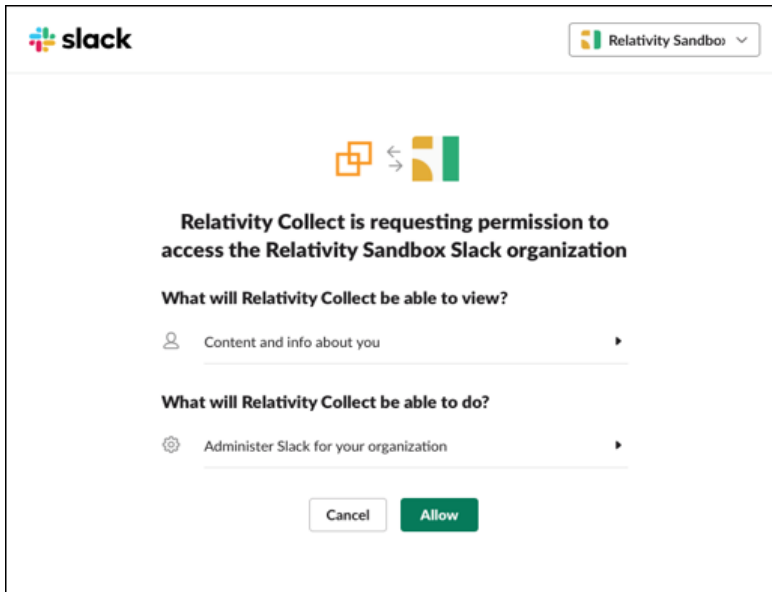 slack
Relativity Sandbo
Relativity Collect is requesting permission to
access the Relativity Sandbox Slack organization
What will Relativity Collect be able to view?
Content and info about you
What will Relativity Collect be able to do?
Administer Slack for your organization
Cancel
Allow